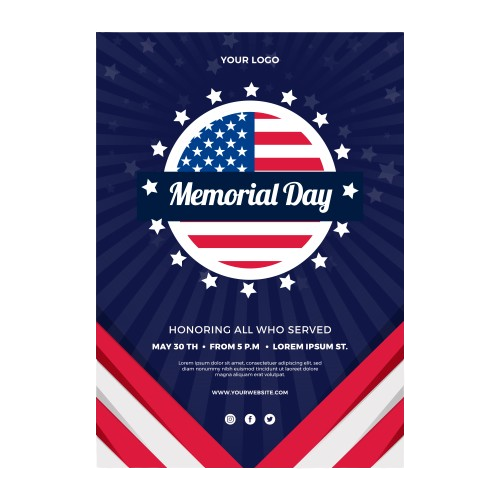 YOUR LOGO
Memorial Day
HONORING ALL WHO SERVED
MAY 30 TH • FROM 5 P.M • LOREM IPSUM ST.
Lorem ipsum dolor sit amet, consectetuer
adipiscing elit, sed diam nonummy nibh euismod tincidunt ut laoreet dolore
magna aliquam erat volutpat.
WWW.YOURWEBSITE.COM